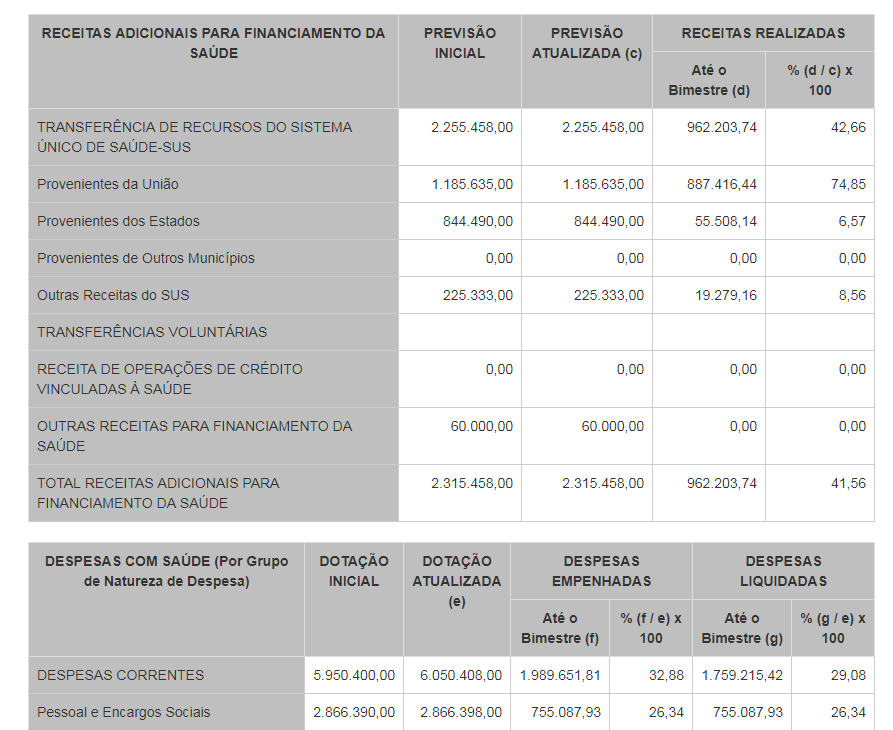 RECEITAS ADICIONAIS PARA FINANCIAMENTO DA SAÚDE PREVISÃO INICIAL PREVISÃO ATUALIZADA (c) RECEITAS REALIZADAS
Até o Bimestre (d) % (d / c) x 100
TRANSFERÊNCIA DE RECURSOS DO SISTEMA ÚNICO DE SAÚDE-SUS 2.255.458,00 2.255.458,00 962.203,74 42,66
Provenientes da União 1.185.635,00 1.185.635,00 887.416,44 74,85
Provenientes dos Estados 844.490,00 844.490,00 55.508,14 6,57
Provenientes de Outros Municípios 0,00 0,00 0,00 0,00
Outras Receitas do SUS 225.333,00 225.333,00 19.279,16 8,56
TRANSFERÊNCIAS VOLUNTÁRIAS
RECEITA DE OPERAÇÕES DE CRÉDITO VINCULADAS À SAÚDE 0,00 0,00 0,00 0,00
OUTRAS RECEITAS PARA FINANCIAMENTO DA SAÚDE 60.000,00 60.000,00 0,00 0,00
TOTAL RECEITAS ADICIONAIS PARA FINANCIAMENTO DA SAÚDE 2.315.458,00 2.315.458,00 962.203,74 41,56
DESPESAS COM SAÚDE (Por Grupo de Natureza de Despesa) DOTAÇÃO INICIAL DOTAÇÃO ATUALIZADA (e) DESPESAS EMPENHADAS DESPESAS LIQUIDADAS
Até o Bimestre (f) % (f / e) x 100 Até o Bimestre (g) % (g / e) x 100
DESPESAS CORRENTES 5.950.400,00 6.050.408,00 1.989.651,81 32,88 1.759.215,42 29,08
Pessoal e Encargos Sociais 2.866.390,00 2.866.398,00 755.087,93 26,34 755.087,93 26,34